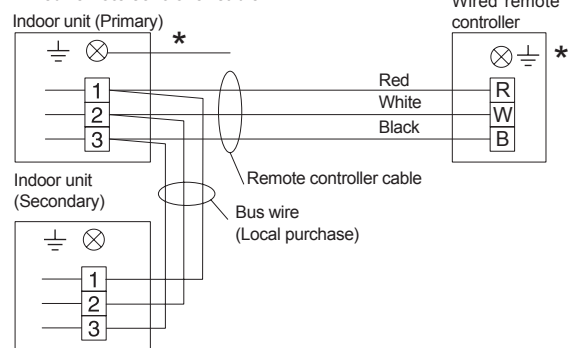 Indoor unit (Primary)
Wired remote
controller
*
*
1
2
3
Red
White
Black
R
W
B
Remote controller cable
Indoor unit
(Secondary)
Bus wire
(Local purchase)
1
2
3